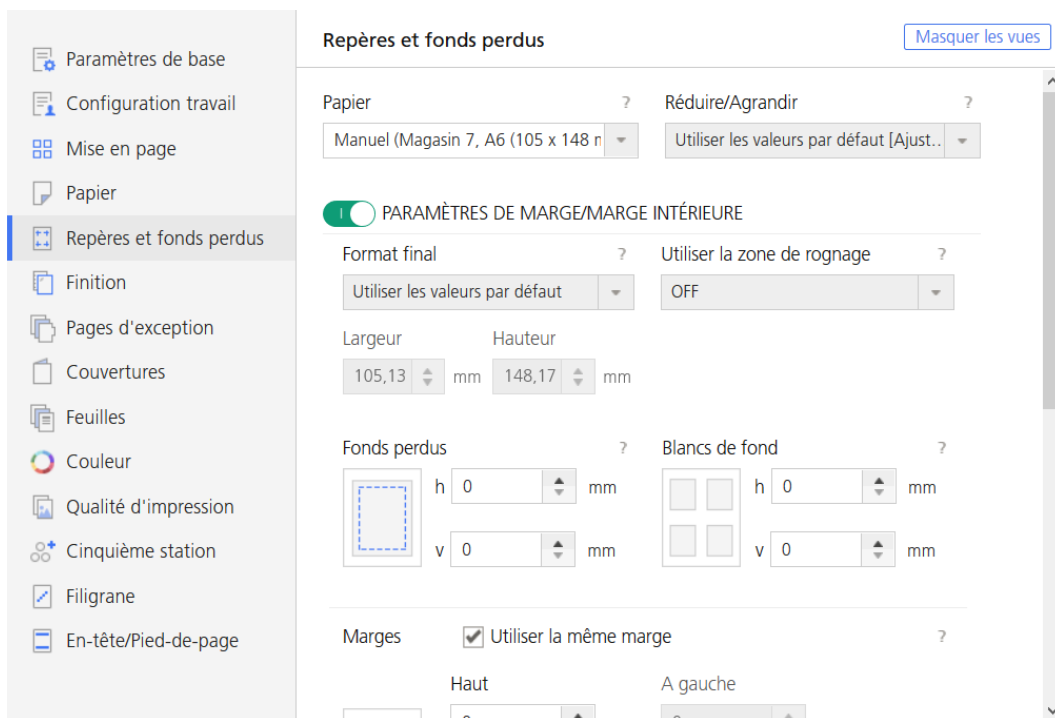 Paramètres de base
Configuration travail
Mise en page
Papier
Repères et fonds perdus
Finition
Pages d'exception
Couvertures
Feuilles
Couleur
Qualité d'impression
Cinquième station
Filigrane
En-tête/Pied-de-page
Repères et fonds perdus
Masquer les vues
Papier ? Réduire/Agrandir ?
Manuel (Magasin 7, A6 (105 x 148 Utiliser les valeurs par défaut [Ajust...
PARAMÈTRES DE MARGE/MARGE INTÉRIEURE
Format final ? Utiliser la zone de rognage ?
Utiliser les valeurs par défaut OFF
Largeur Hauteur
105,13 mm 148,17 mm
Fonds perdus ? Blancs de fond ?
h 0 mm h 0 mm
v 0 mm v 0 mm
Marges Utiliser la même marge ?
Haut A gauche